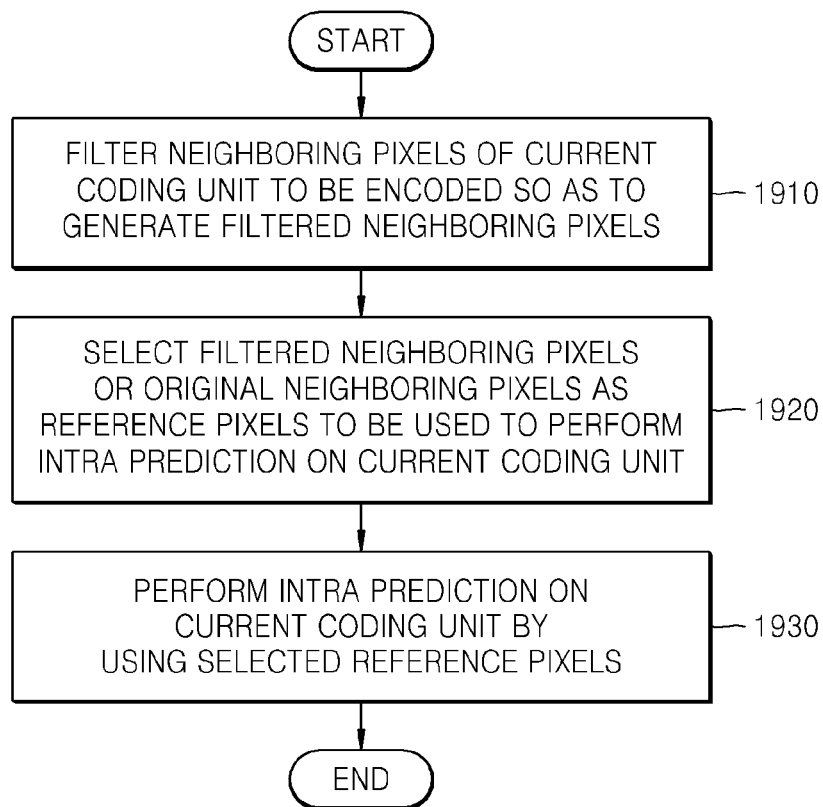 START
FILTER NEIGHBORING PIXELS OF CURRENT
CODING UNIT TO BE ENCODED SO AS TO
GENERATE FILTERED NEIGHBORING PIXELS
1910
SELECT FILTERED NEIGHBORING PIXELS
OR ORIGINAL NEIGHBORING PIXELS AS
REFERENCE PIXELS TO BE USED TO PERFORM
INTRA PREDICTION ON CURRENT CODING UNIT
1920
PERFORM INTRA PREDICTION ON
CURRENT CODING UNIT BY
USING SELECTED REFERENCE PIXELS
1930
END